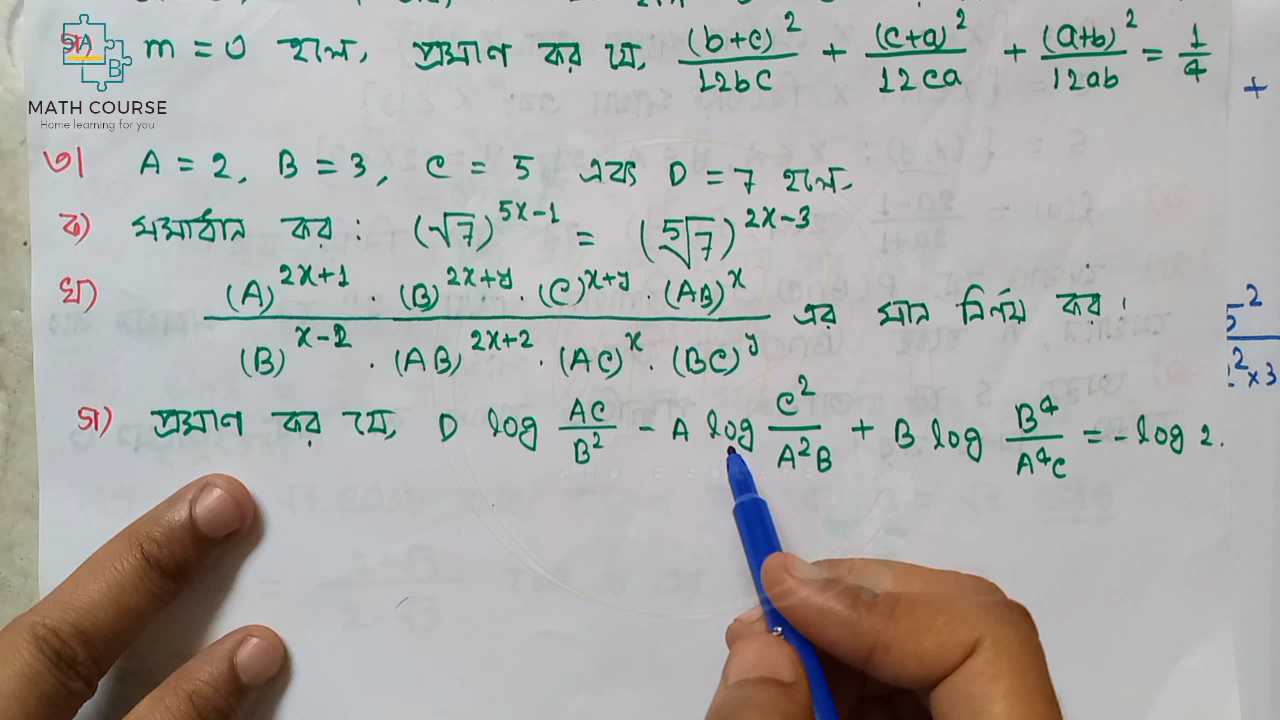 গ) m = 0 হলে, প্রমাণ কর যে, (b+c)²/12bc + (c+a)²/12ca + (a+b)²/12ab = 1/4
MATH COURSE
Home learning for you
৩। A = 2, B = 3, C = 5 এবং D = 7 হলে,
ক) সমাধান কর : (√7)^(5x-1) = (⁵√7)^(2x-3)
খ) (A)^(2x+1) · (B)^(2x+y) · (C)^(x+y) · (AB)^x / (B)^(x-2) · (AB)^(2x+2) · (AC)^x · (BC)^y এর মান নির্ণয় কর।
গ) প্রমাণ কর যে, D log AC/B² - A log C²/A²B + B log B⁴/A⁴C = - log 2.